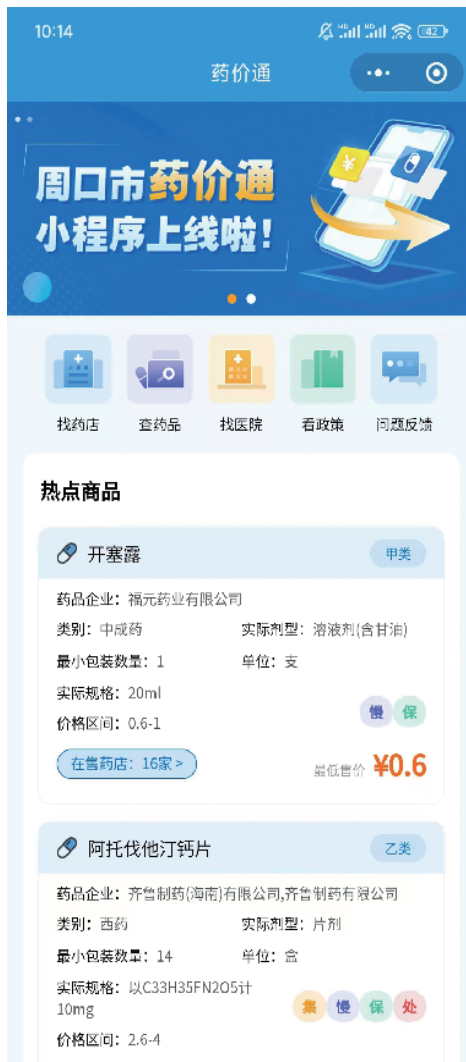 10:14
HD HD 42
药价通
周口市药价通
小程序上线啦!
找药店 查药品 找医院 看政策 问题反馈
热点商品
开塞露 甲类
药品企业: 福元药业有限公司
类别: 中成药 实际剂型: 溶液剂(含甘油)
最小包装数量: 1 单位: 支
实际规格: 20ml
价格区间: 0.6-1
慢 保
在售药店: 16家 > 最低售价 ¥0.6
阿托伐他汀钙片 乙类
药品企业: 齐鲁制药(海南)有限公司,齐鲁制药有限公司
类别: 西药 实际剂型: 片剂
最小包装数量: 14 单位: 盒
实际规格: 以C33H35FN2O5计
10mg 集 慢 保 处
价格区间: 2.6-4